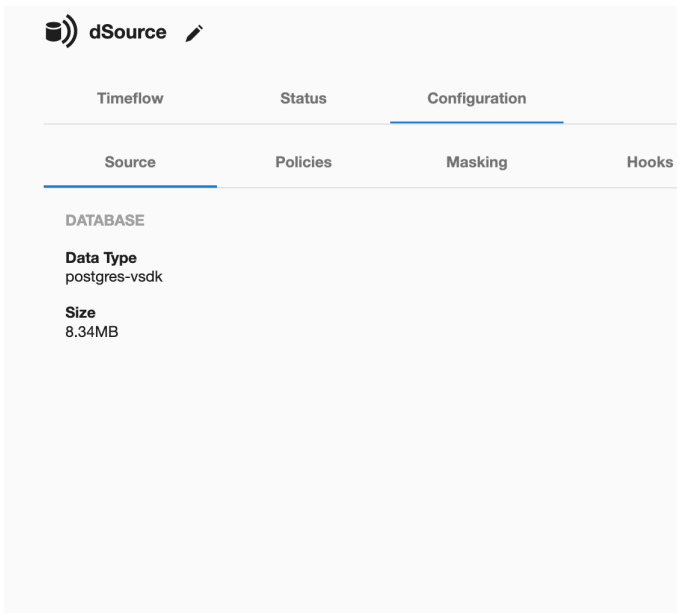 dSource
Timeflow Status Configuration
Source Policies Masking Hooks
DATABASE
Data Type
postgres-vsdk
Size
8.34MB